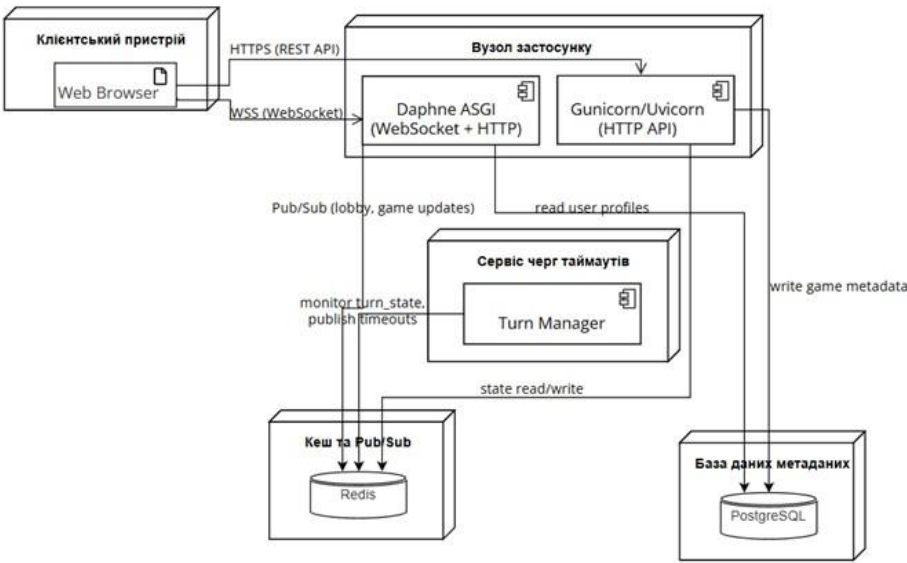 Клієнтський пристрій
Web Browser
HTTPS (REST API)
WSS (WebSocket)
Вузол застосунку
Daphne ASGI
(WebSocket + HTTP)
Gunicorn/Uvicorn
(HTTP API)
Pub/Sub (lobby, game updates)
read user profiles
Сервіс черг таймаутів
Turn Manager
monitor turn_state,
publish timeouts
write game metadata
state read/write
Кеш та Pub/Sub
Redis
База даних метаданих
PostgreSQL